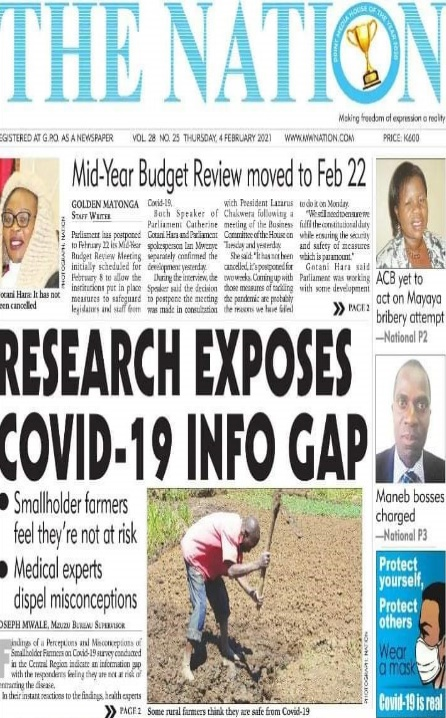 THE NATION
PRINT MEDIA HOUSE OF THE YEAR 2020
Making freedom of expression a reality
EGISTERED AT G.P.O. AS A NEWSPAPER VOL. 28 NO. 25 THURSDAY, 4 FEBRUARY 2021 WWW.MWNATION.COM PRICE: K600
PHOTOGRAPH: NATION
Gotani Hara: It has not
een cancelled
Mid-Year Budget Review moved to Feb 22
GOLDEN MATONGA
STAFF WRITER
Parliament has postponed
to February 22 its Mid-Year
Budget Review Meeting
initially scheduled for
February 8 to allow the
institutions put in place
measures to safeguard
legislators and staff from
Covid-19.
Both Speaker of
Parliament Catherine
Gotani Hara and Parliament
spokesperson Ian Mwenye
separately confirmed the
development yesterday.
During the interview, the
Speaker said the decision
to postpone the meeting
was made in consultation
with President Lazarus
Chakwera following a
meeting of the Business
Committee of the House on
Tuesday and yesterday.
She said: "It has not been
cancelled, it's postponed for
two weeks. Coming up with
those measures of tackling
the pandemic are probably
the reasons we have failed
to do it on Monday.
"We still need to ensure we
fulfil the constitutional duty
while ensuring the security
and safety of measures
which is paramount."
Gotani Hara said
Parliament was working
with some development
PAGE 2
ACB yet to
act on Mayaya
bribery attempt
—National P2
RESEARCH EXPOSES
COVID-19 INFO GAP
• Smallholder farmers
feel they're not at risk
• Medical experts
dispel misconceptions
OSEPH MWALE, MZUZU BUREAU SUPERVISOR
Findings of a Perceptions and Misconceptions of
Smallholder Farmers on Covid-19 survey conducted
in the Central Region indicate an information gap
with the respondents feeling they are not at risk of
ontracting the disease.
In their instant reactions to the findings, health experts
PAGE 2
PHOTOGRAPH: NATION
Some rural farmers think they are safe from Covid-19
Maneb bosses
charged
—National P3
Protect
yourself,
Protect
others
Wear
a mask
Covid-19 is real